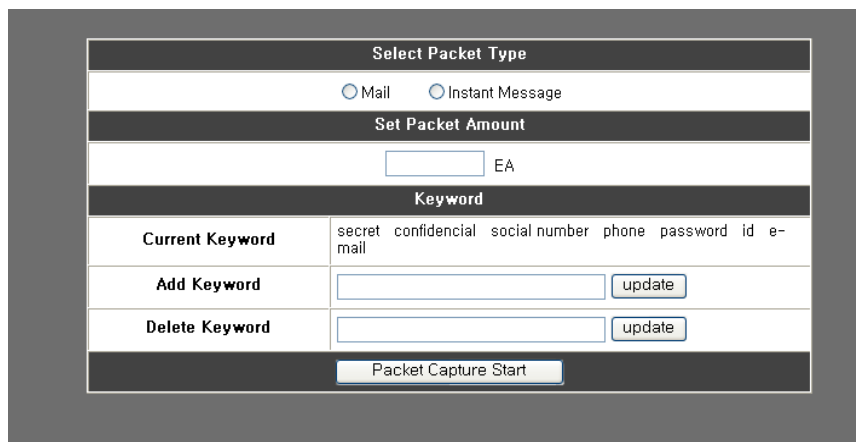 Select Packet Type
Mail Instant Message
Set Packet Amount
EA
Keyword
Current Keyword
secret confidencial social number phone password id e-
mail
Add Keyword
update
Delete Keyword
update
Packet Capture Start